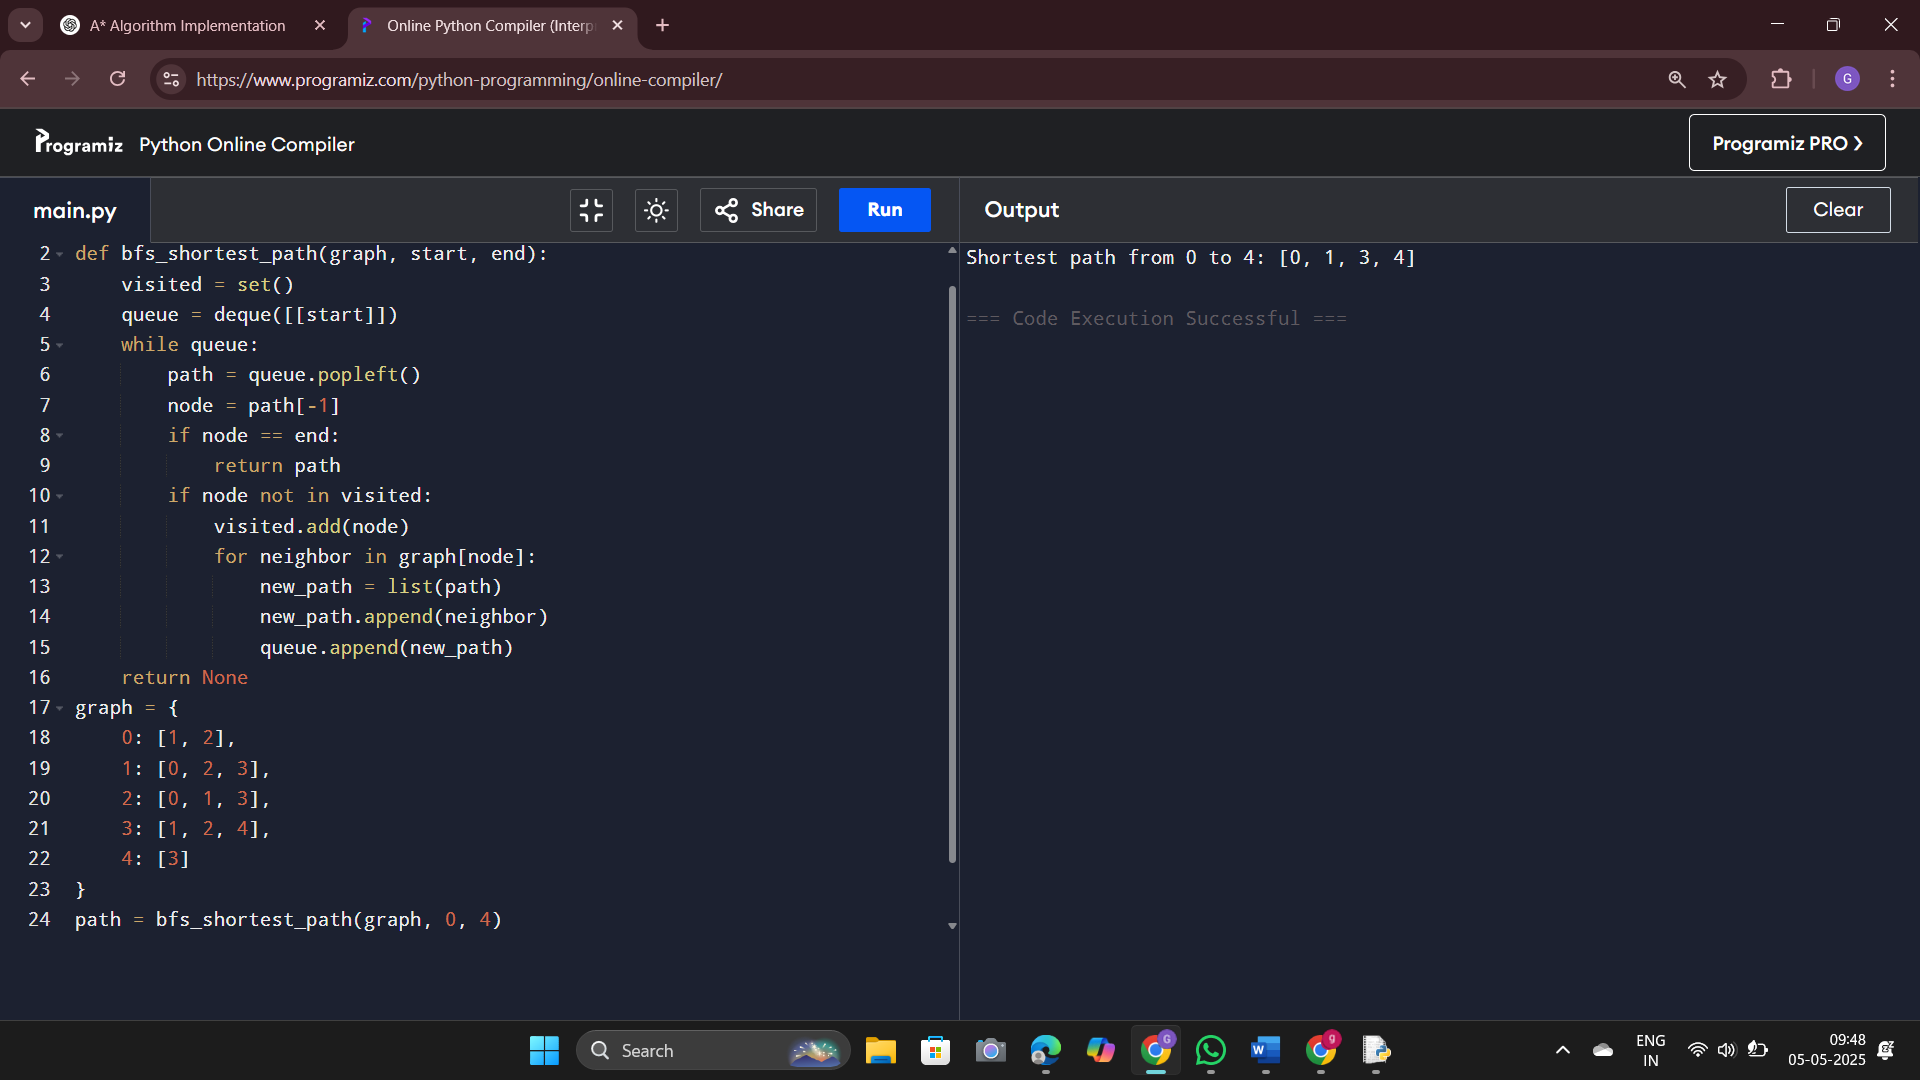 A* Algorithm Implementation
Online Python Compiler (Interp
https://www.programiz.com/python-programming/online-compiler/
G
Programiz Python Online Compiler
Programiz PRO ❯
main.py
Share
Run
Output
Clear
2 def bfs_shortest_path(graph, start, end):
3     visited = set()
4     queue = deque([[start]])
5     while queue:
6         path = queue.popleft()
7         node = path[-1]
8         if node == end:
9             return path
10         if node not in visited:
11             visited.add(node)
12             for neighbor in graph[node]:
13                 new_path = list(path)
14                 new_path.append(neighbor)
15                 queue.append(new_path)
16     return None
17 graph = {
18     0: [1, 2],
19     1: [0, 2, 3],
20     2: [0, 1, 3],
21     3: [1, 2, 4],
22     4: [3]
23 }
24 path = bfs_shortest_path(graph, 0, 4)
Shortest path from 0 to 4: [0, 1, 3, 4]
=== Code Execution Successful ===
Search
G
W
g
ENG
IN
09:48
05-05-2025